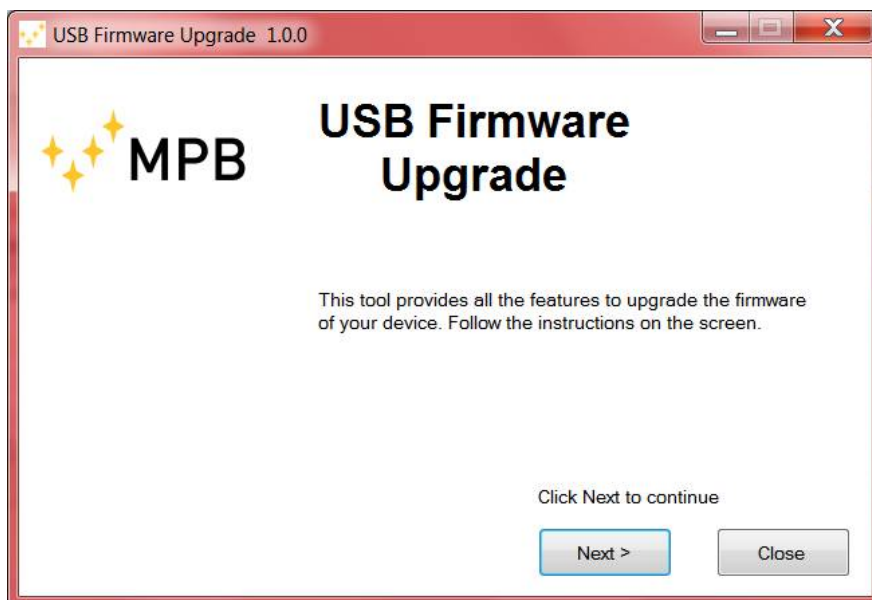 USB Firmware Upgrade 1.0.0
MPB
USB Firmware
Upgrade
This tool provides all the features to upgrade the firmware
of your device. Follow the instructions on the screen.
Click Next to continue
Next >
Close